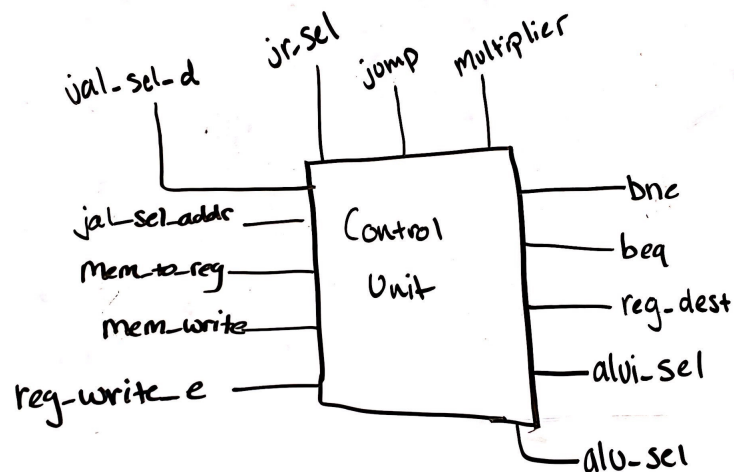 jal_sel_d
jr_sel
jump
multiplier
jal_sel_addr
mem_to_reg
mem_write
reg_write_e
Control
Unit
bne
beq
reg_dest
alui_sel
alu_sel